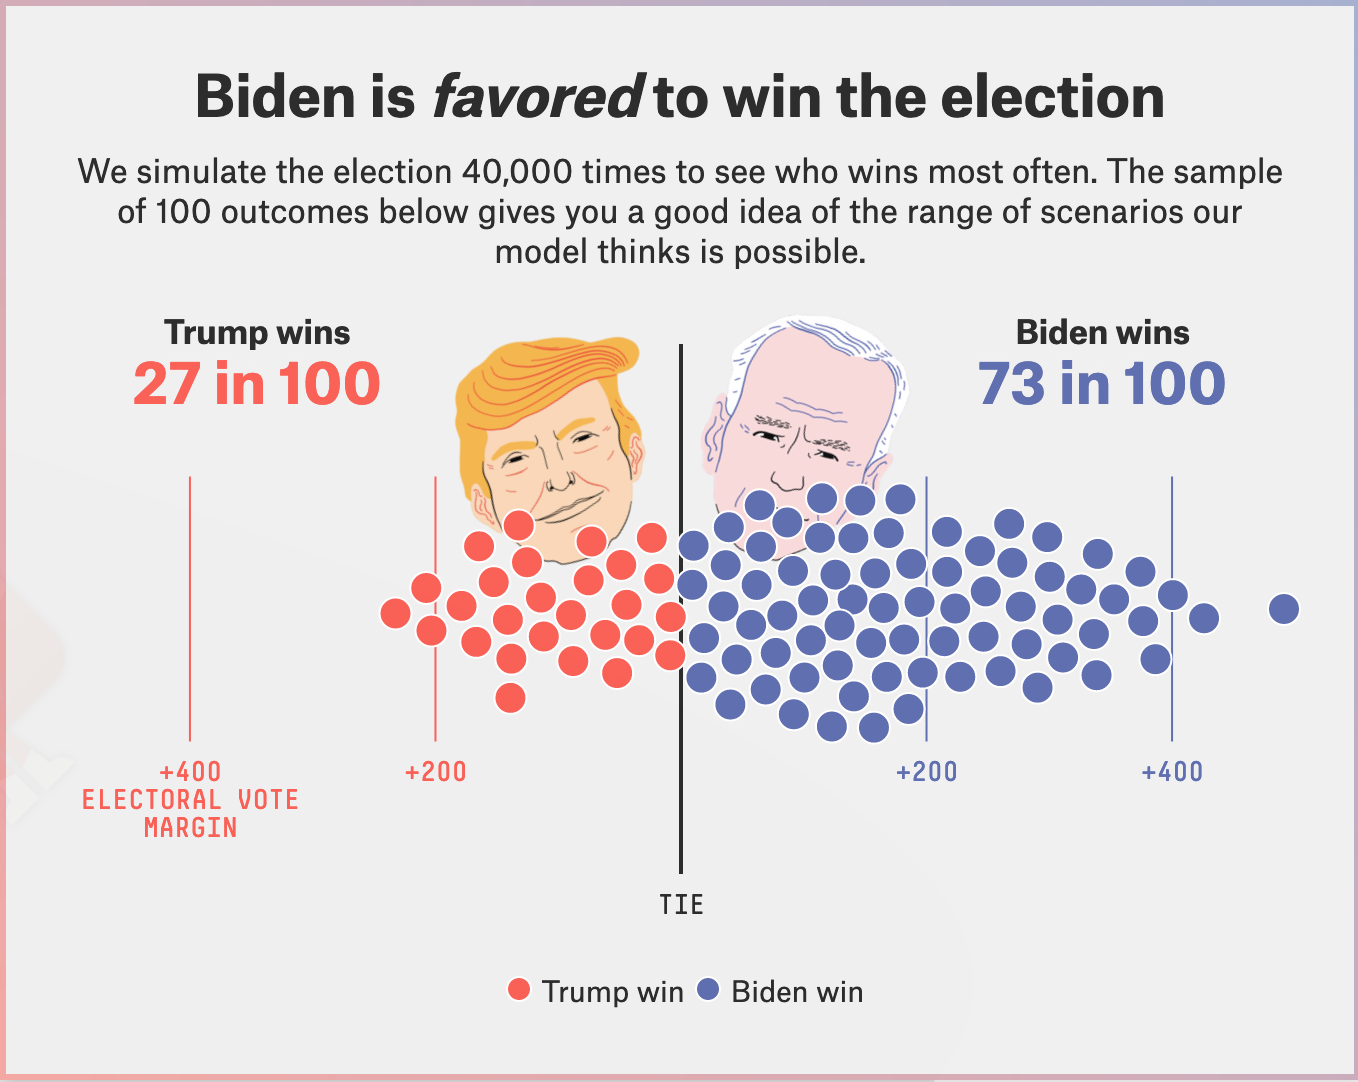 Biden is favored to win the election
We simulate the election 40,000 times to see who wins most often. The sample
of 100 outcomes below gives you a good idea of the range of scenarios our
model thinks is possible.
Trump wins
27 in 100
Biden wins
73 in 100
+400
ELECTORAL VOTE
MARGIN
+200
+200
+400
TIE
Trump win
Biden win